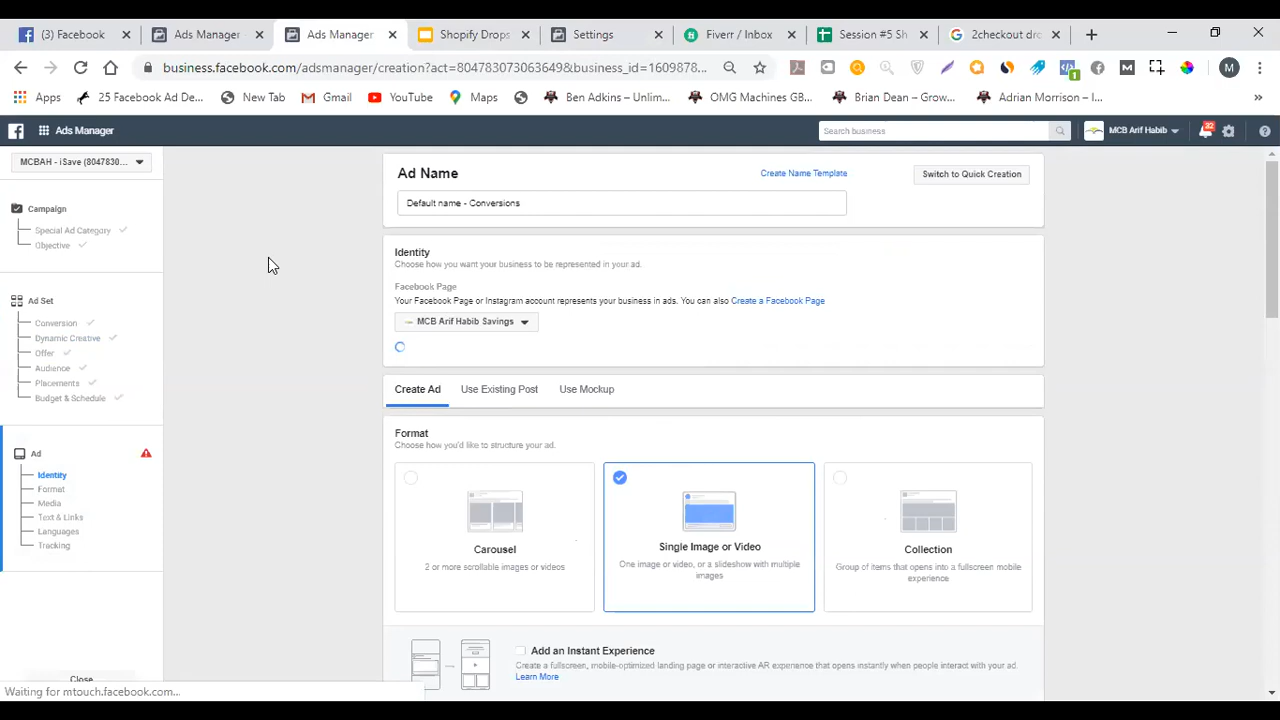 (3) Facebook
Ads Manager
Ads Manager
Shopify Drops
Settings
Fiverr / Inbox
Session #5 Sh
2checkout dro
business.facebook.com/adsmanager/creation?act=804783073063649&business_id=1609878...
Apps
25 Facebook Ad De...
New Tab
Gmail
YouTube
Maps
Ben Adkins – Unlim...
OMG Machines GB...
Brian Dean – Grow...
Adrian Morrison – I...
Ads Manager
Search business
MCB Arif Habib
MCBAH - iSave (8047830...
Campaign
Special Ad Category
Objective
Ad Set
Conversion
Dynamic Creative
Offer
Audience
Placements
Budget & Schedule
Ad
Identity
Format
Media
Text & Links
Languages
Tracking
Close
Waiting for mtouch.facebook.com...
Ad Name
Create Name Template
Switch to Quick Creation
Default name - Conversions
Identity
Choose how you want your business to be represented in your ad.
Facebook Page
Your Facebook Page or Instagram account represents your business in ads. You can also Create a Facebook Page
MCB Arif Habib Savings
Create Ad
Use Existing Post
Use Mockup
Format
Choose how you'd like to structure your ad.
Carousel
2 or more scrollable images or videos
Single Image or Video
One image or video, or a slideshow with multiple
images
Collection
Group of items that opens into a fullscreen mobile
experience
Add an Instant Experience
Create a fullscreen, mobile-optimized landing page or interactive AR experience that opens instantly when people interact with your ad.
Learn More